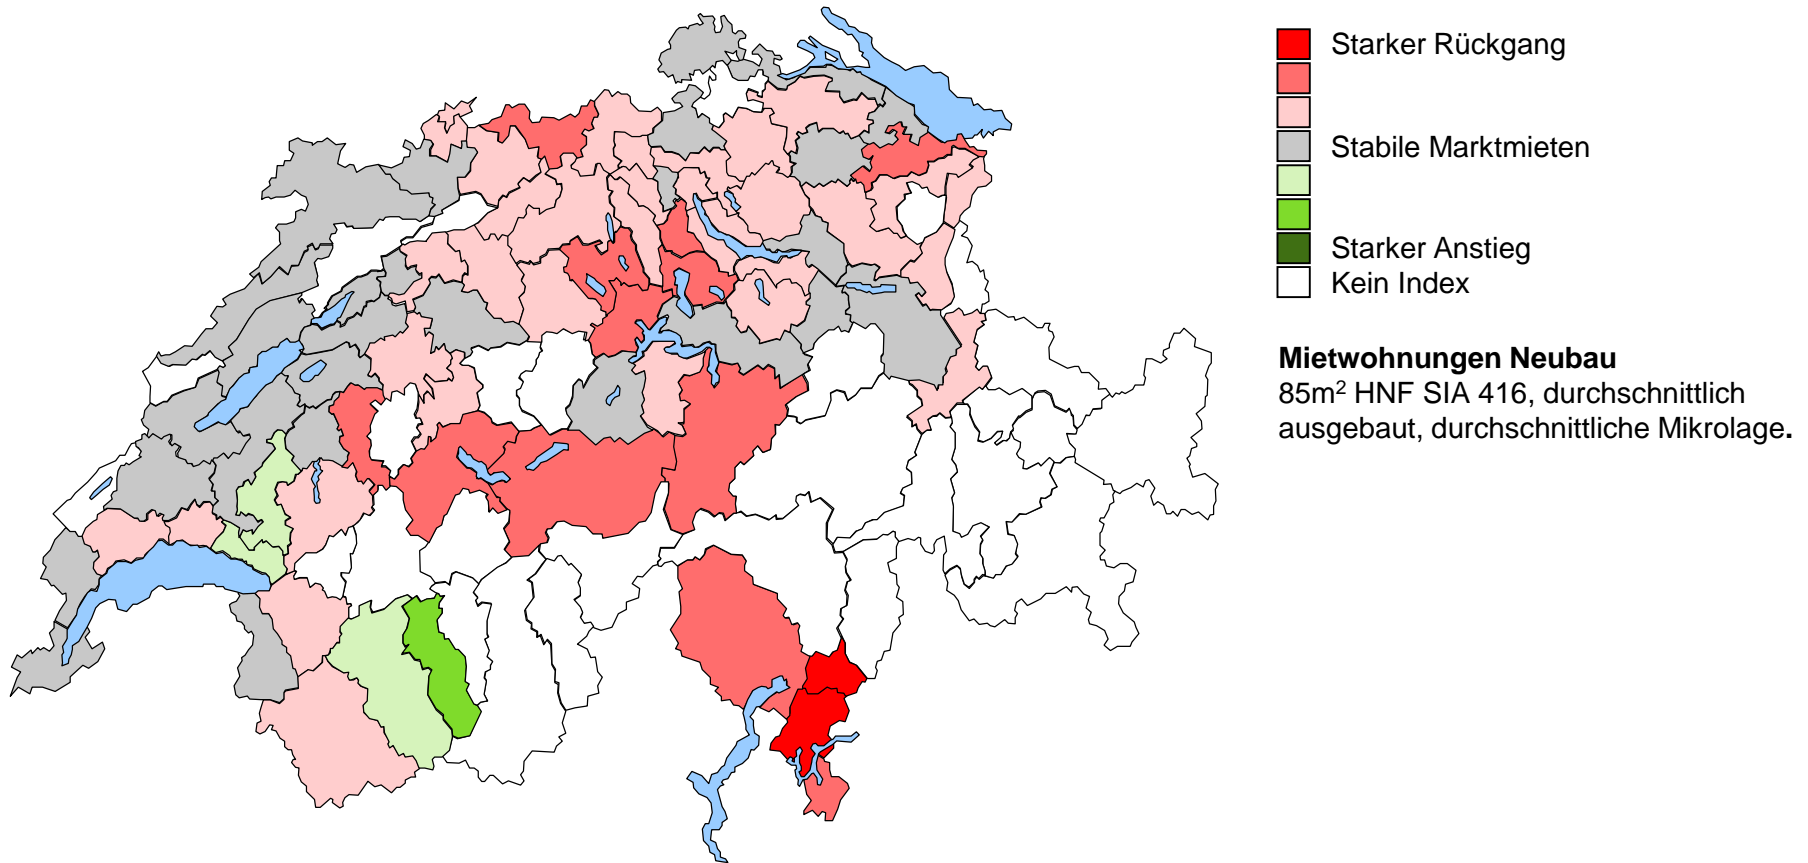 Starker Rückgang
Stabile Marktmieten
Starker Anstieg
Kein Index
Mietwohnungen Neubau
85m² HNF SIA 416, durchschnittlich
ausgebaut, durchschnittliche Mikrolage.